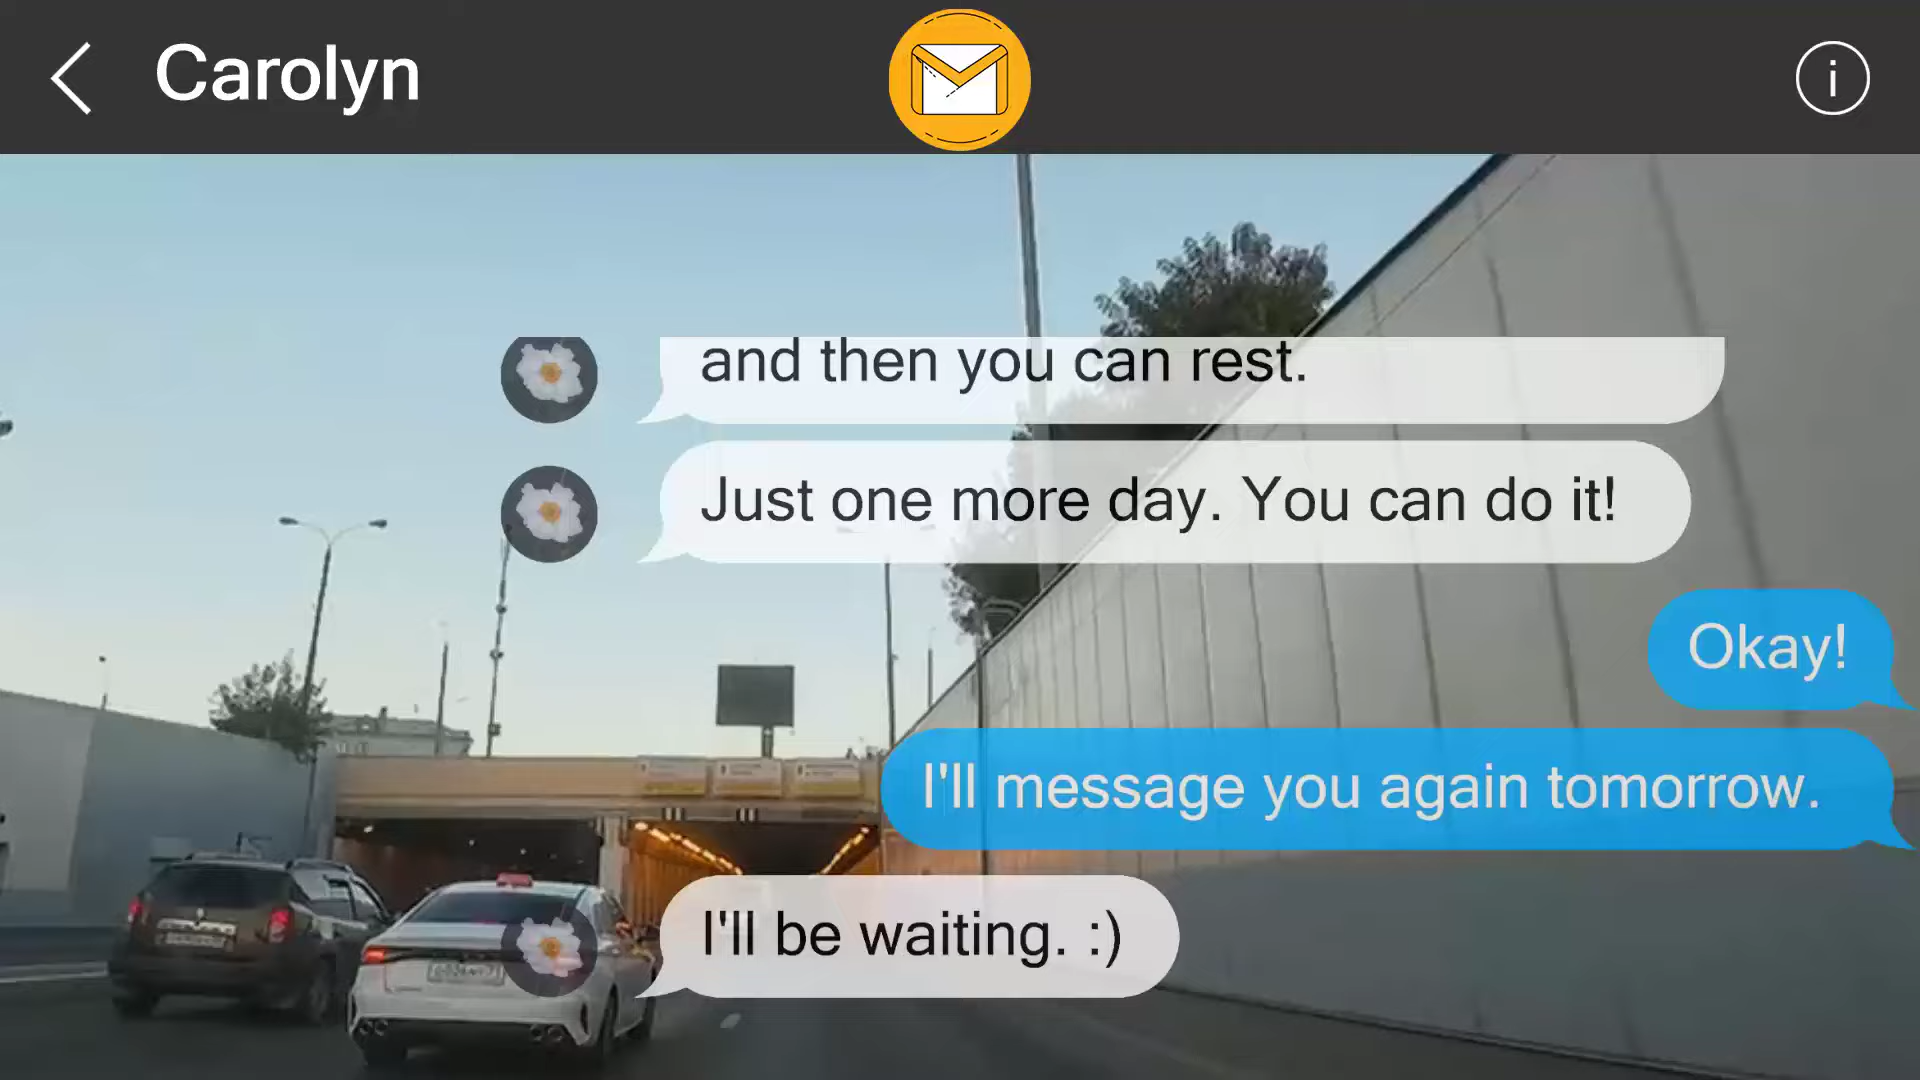 Carolyn
and then you can rest.
Just one more day. You can do it!
Okay!
I'll message you again tomorrow.
I'll be waiting. :)